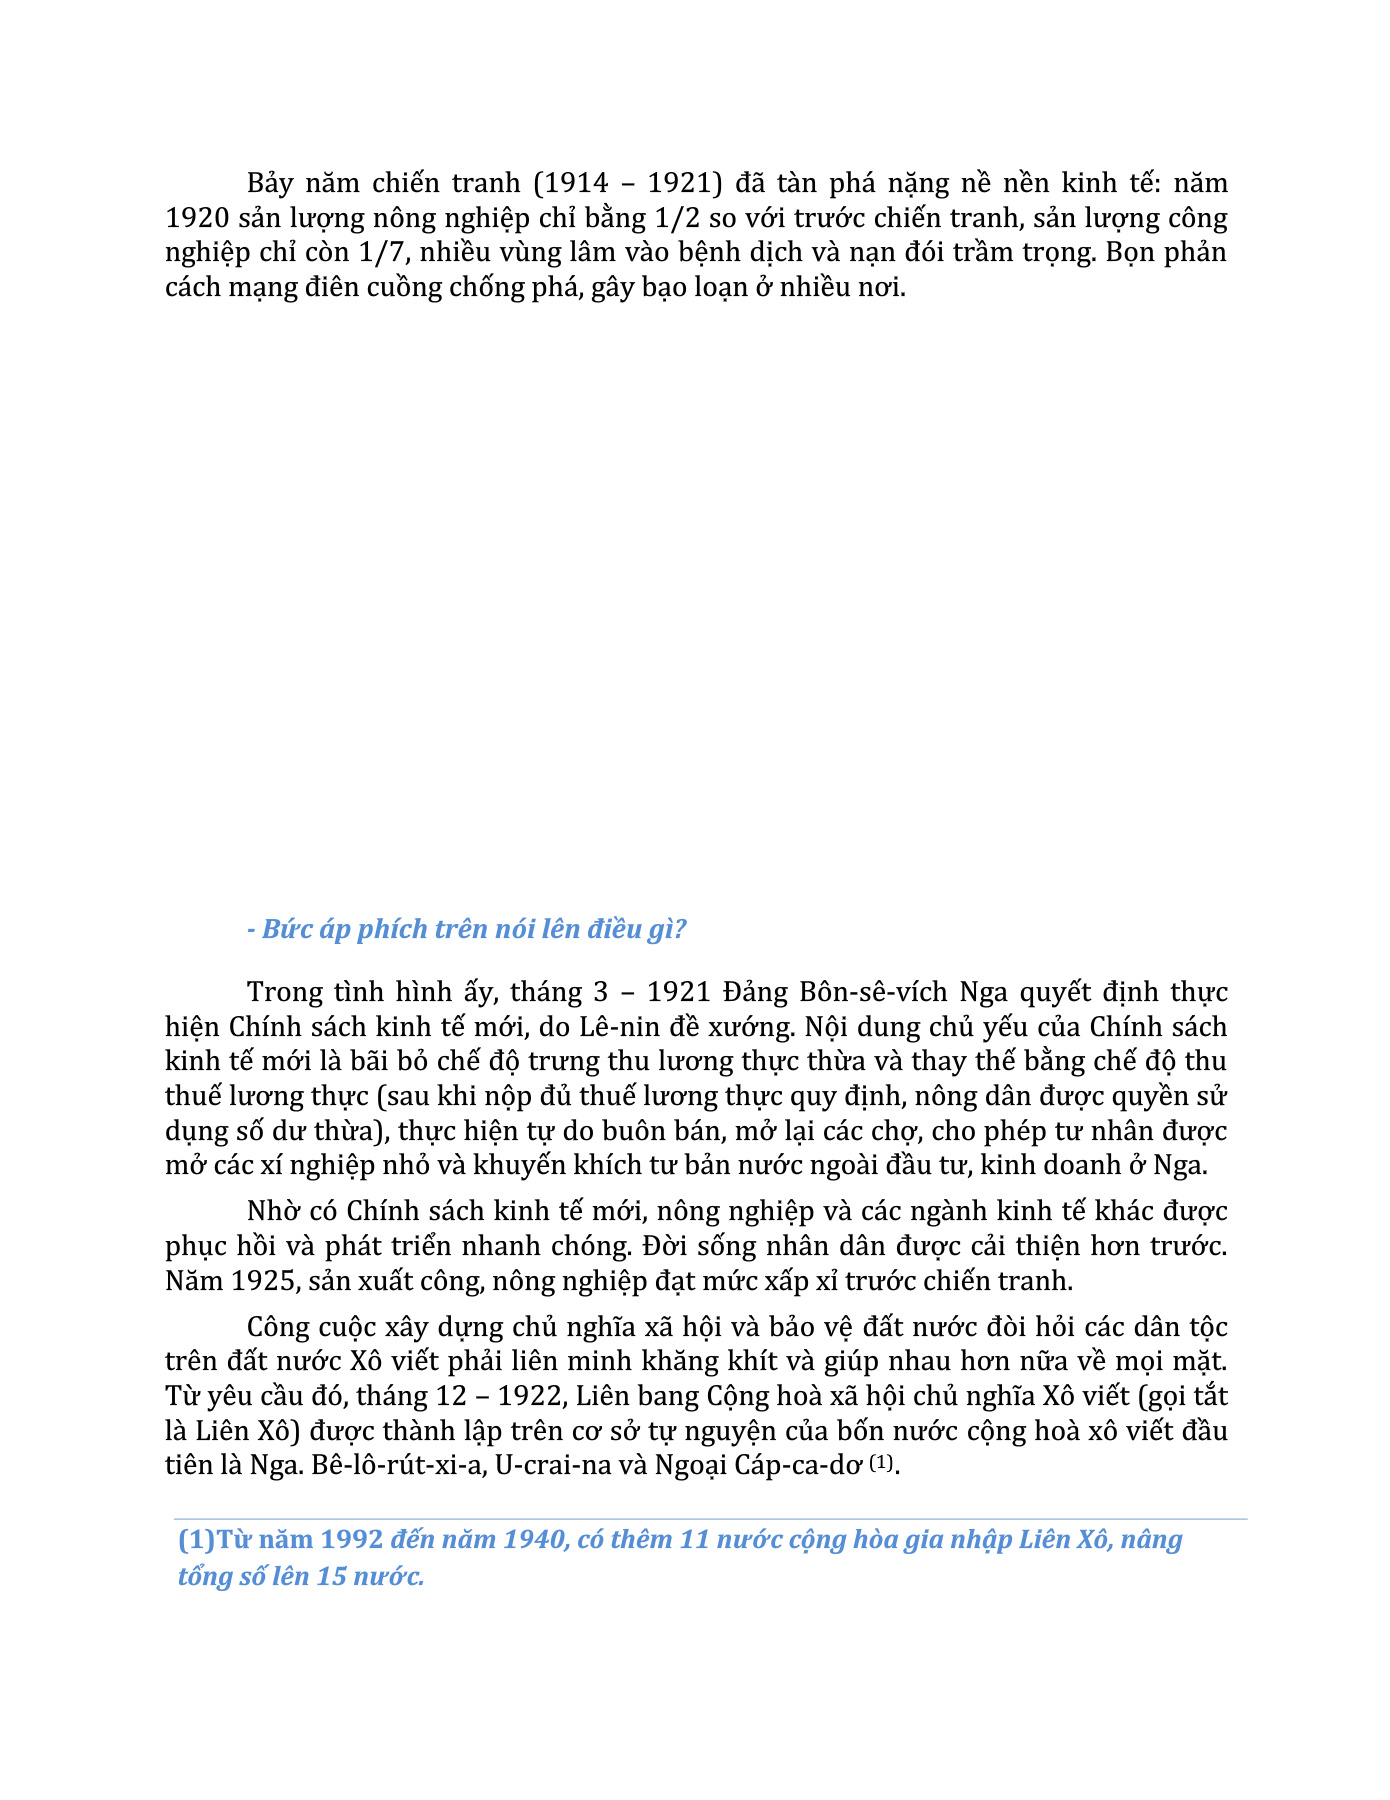 Bảy năm chiến tranh (1914 – 1921) đã tàn phá nặng nề nền kinh tế: năm
1920 sản lượng nông nghiệp chỉ bằng 1/2 so với trước chiến tranh, sản lượng công
nghiệp chỉ còn 1/7, nhiều vùng lâm vào bệnh dịch và nạn đói trầm trọng. Bọn phản
cách mạng điên cuồng chống phá, gây bạo loạn ở nhiều nơi.
- Bức áp phích trên nói lên điều gì?
Trong tình hình ấy, tháng 3 – 1921 Đảng Bôn-sê-vích Nga quyết định thực
hiện Chính sách kinh tế mới, do Lê-nin đề xướng. Nội dung chủ yếu của Chính sách
kinh tế mới là bãi bỏ chế độ trưng thu lương thực thừa và thay thế bằng chế độ thu
thuế lương thực (sau khi nộp đủ thuế lương thực quy định, nông dân được quyền sử
dụng số dư thừa), thực hiện tự do buôn bán, mở lại các chợ, cho phép tư nhân được
mở các xí nghiệp nhỏ và khuyến khích tư bản nước ngoài đầu tư, kinh doanh ở Nga.
Nhờ có Chính sách kinh tế mới, nông nghiệp và các ngành kinh tế khác được
phục hồi và phát triển nhanh chóng. Đời sống nhân dân được cải thiện hơn trước.
Năm 1925, sản xuất công, nông nghiệp đạt mức xấp xỉ trước chiến tranh.
Công cuộc xây dựng chủ nghĩa xã hội và bảo vệ đất nước đòi hỏi các dân tộc
trên đất nước Xô viết phải liên minh khăng khít và giúp nhau hơn nữa về mọi mặt.
Từ yêu cầu đó, tháng 12 – 1922, Liên bang Cộng hoà xã hội chủ nghĩa Xô viết (gọi tắt
là Liên Xô) được thành lập trên cơ sở tự nguyện của bốn nước cộng hoà xô viết đầu
tiên là Nga. Bê-lô-rút-xi-a, U-crai-na và Ngoại Cáp-ca-dơ (1).
(1)Từ năm 1992 đến năm 1940, có thêm 11 nước cộng hòa gia nhập Liên Xô, nâng
tổng số lên 15 nước.